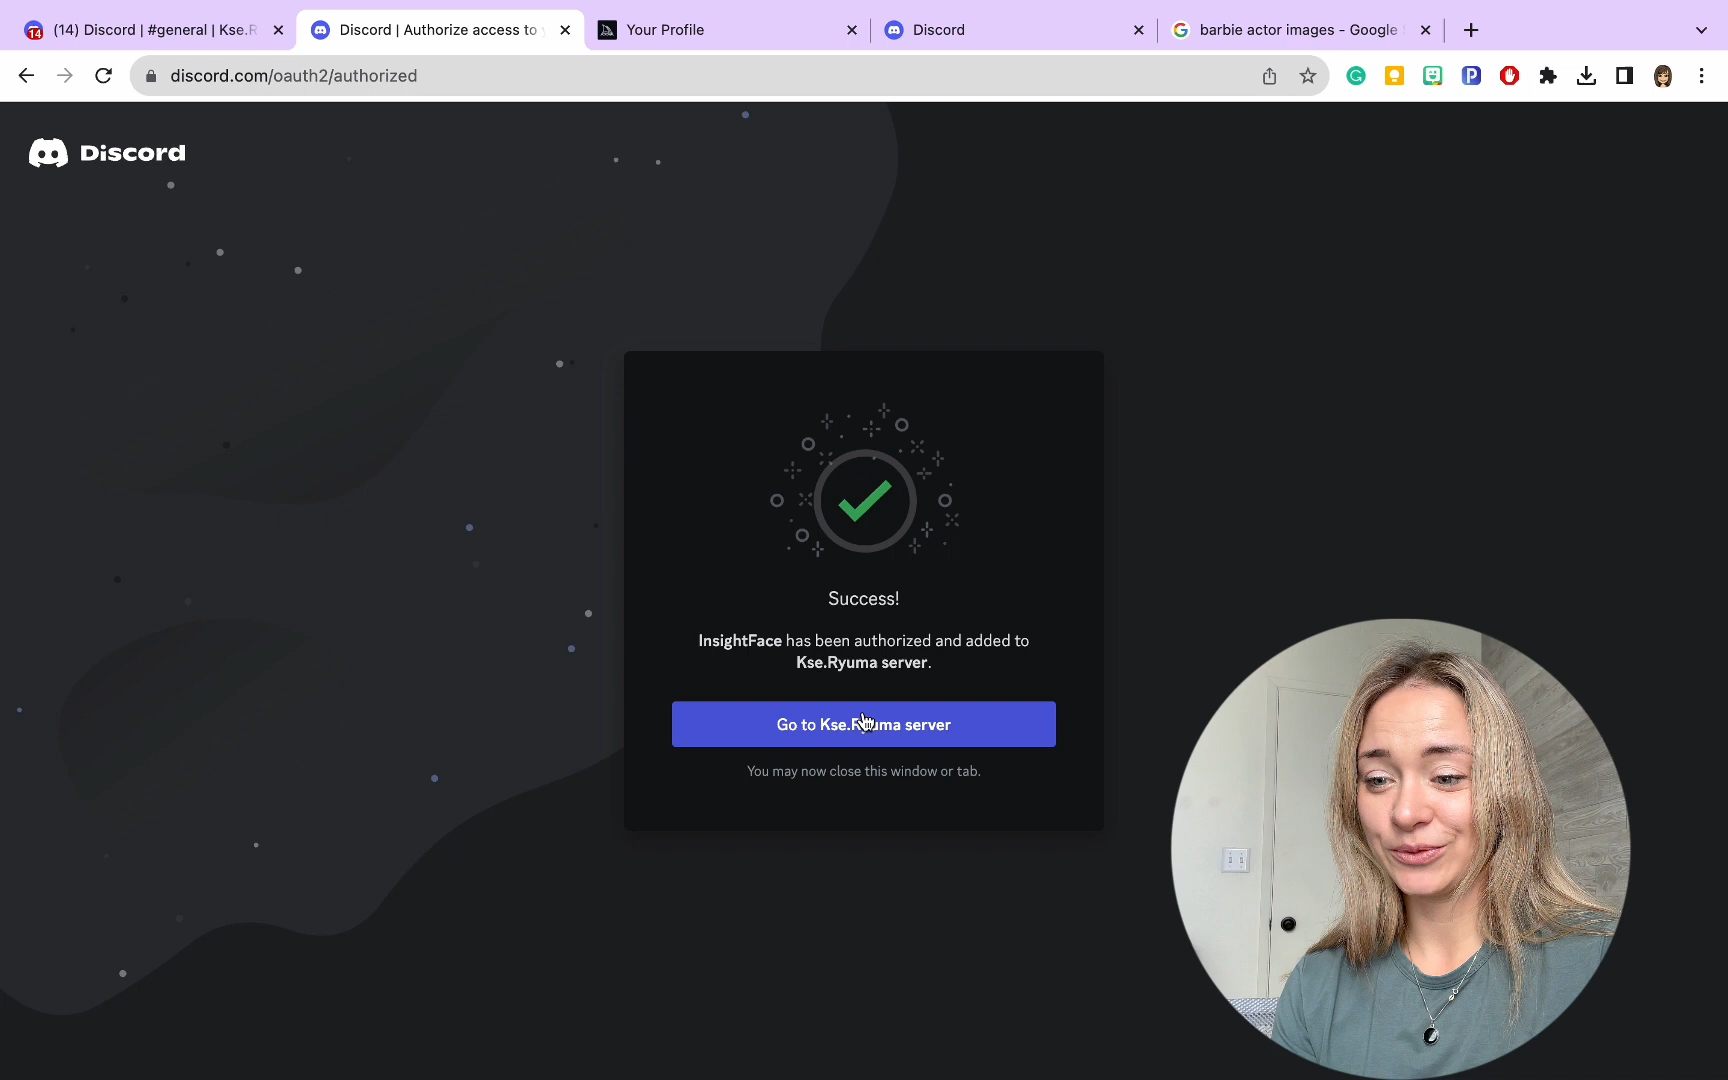 14
(14) Discord | #general | Kse.R
Discord | Authorize access to
Your Profile
Discord
barbie actor images - Google
discord.com/oauth2/authorized
Discord
Success!
InsightFace has been authorized and added to
Kse.Ryuma server.
Go to Kse.Ryuma server
You may now close this window or tab.